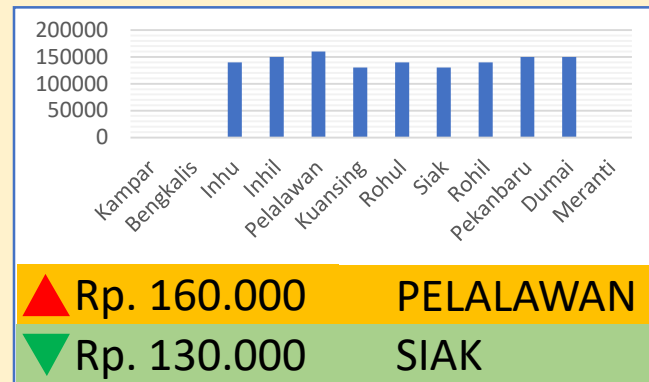 200000
150000
100000
50000
0
Kampar
Bengkalis
Inhu
Inhil
Pelalawan
Kuansing
Rohul
Siak
Rohil
Pekanbaru
Dumai
Meranti
Rp. 160.000 PELALAWAN
Rp. 130.000 SIAK